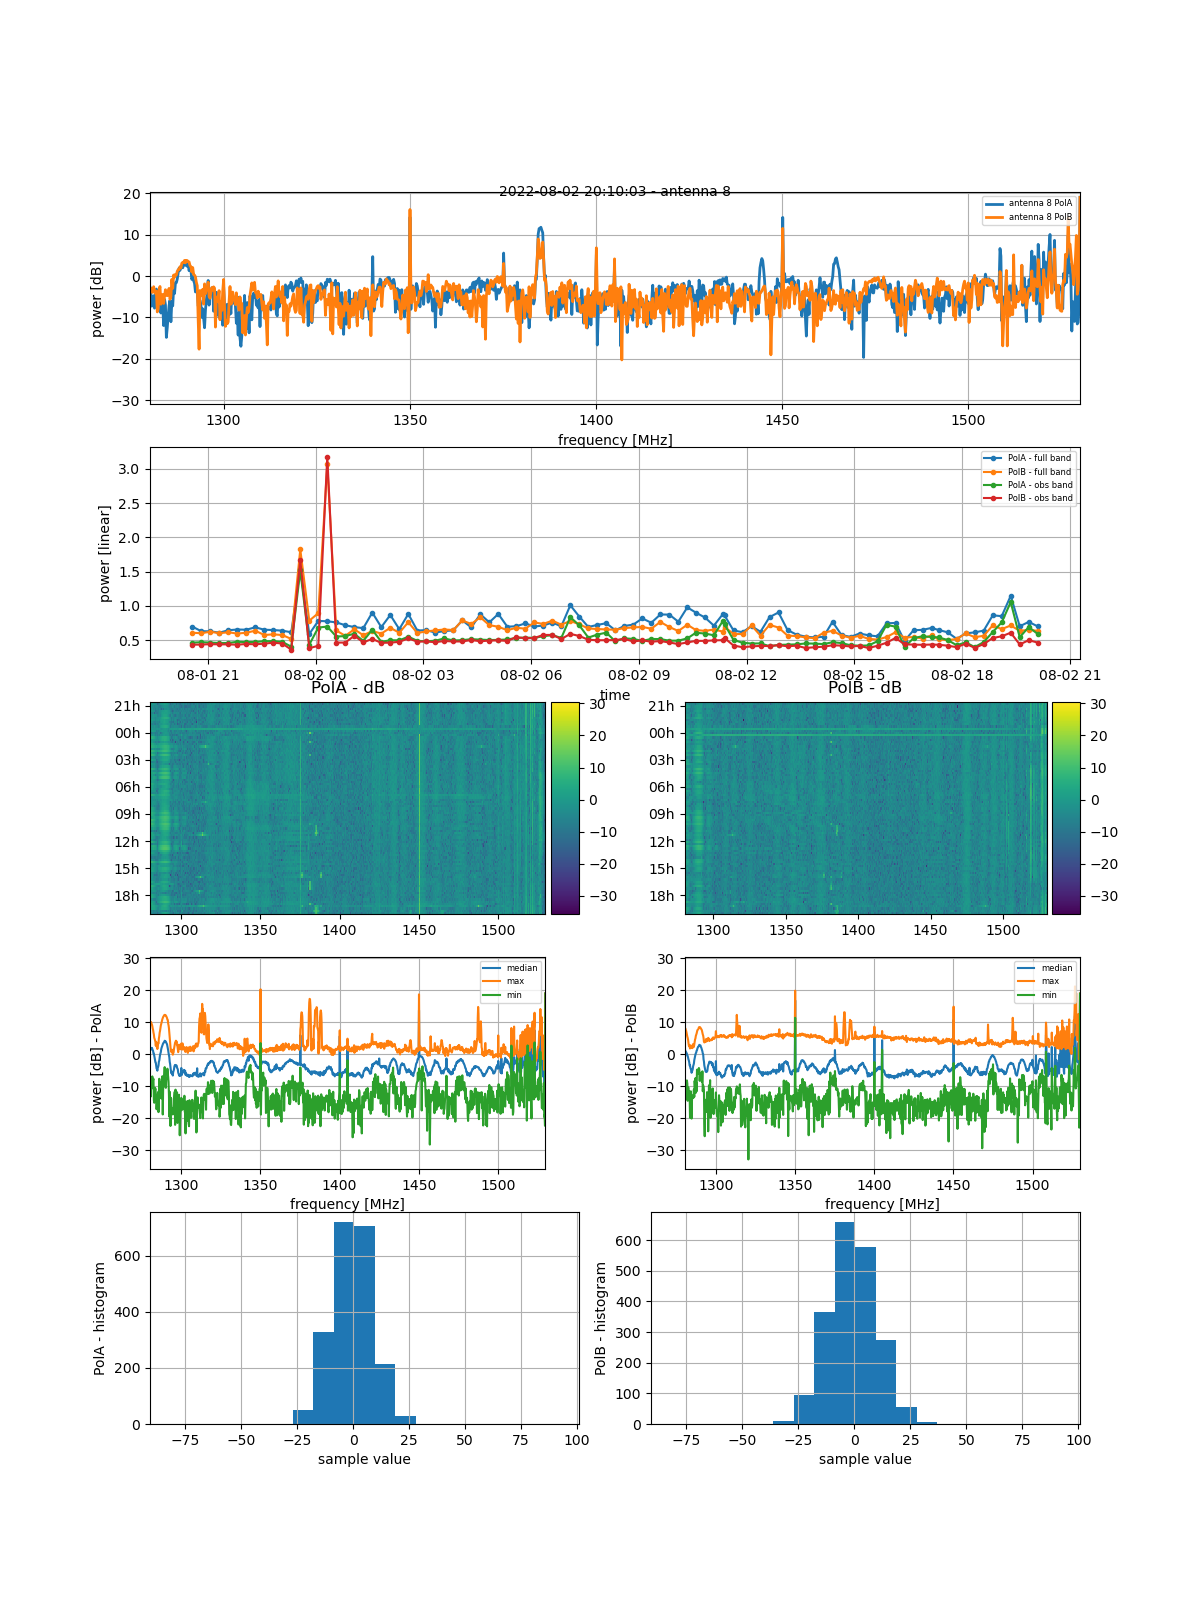 2022-08-02 20:10:03 - antenna 8
power [dB]
20
10
0
−10
−20
−30
antenna 8 PolA
antenna 8 PolB
1300 1350 1400 1450 1500
frequency [MHz]
power [linear]
3.0
2.5
2.0
1.5
1.0
0.5
PolA - full band
PolB - full band
PolA - obs band
PolB - obs band
08-01 21 08-02 00 08-02 03 08-02 06 08-02 09 08-02 12 08-02 15 08-02 18 08-02 21
time
PolA - dB
21h
00h
03h
06h
09h
12h
15h
18h
1300 1350 1400 1450 1500
30
20
10
0
−10
−20
−30
PolB - dB
21h
00h
03h
06h
09h
12h
15h
18h
1300 1350 1400 1450 1500
30
20
10
0
−10
−20
−30
power [dB] - PolA
30
20
10
0
−10
−20
−30
median
max
min
1300 1350 1400 1450 1500
frequency [MHz]
power [dB] - PolB
30
20
10
0
−10
−20
−30
median
max
min
1300 1350 1400 1450 1500
frequency [MHz]
PolA - histogram
600
400
200
0
−75 −50 −25 0 25 50 75 100
sample value
PolB - histogram
600
500
400
300
200
100
0
−75 −50 −25 0 25 50 75 100
sample value